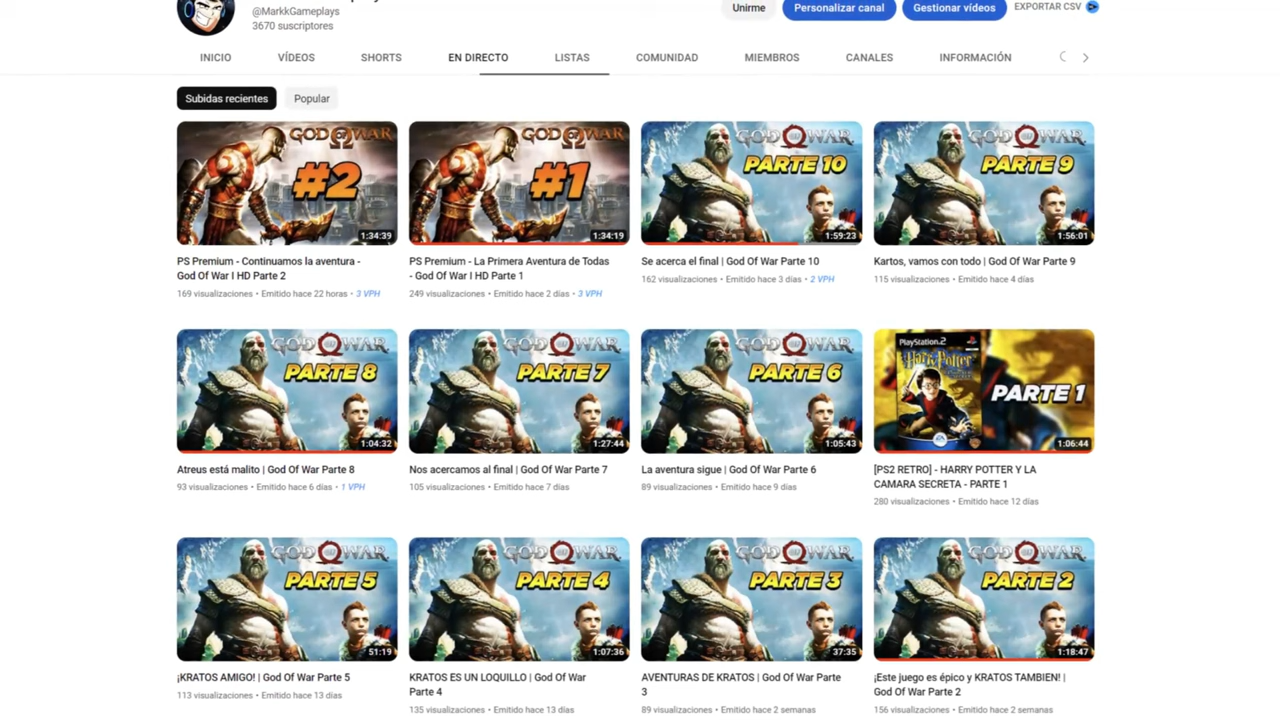 @MarkkGameplays
3670 suscriptores
Unirme
Personalizar canal
Gestionar vídeos
EXPORTAR CSV
INICIO
VÍDEOS
SHORTS
EN DIRECTO
LISTAS
COMUNIDAD
MIEMBROS
CANALES
INFORMACIÓN
Subidas recientes
Popular
GOD OF WAR
#2
1:34:39
GOD OF WAR
#1
1:34:19
GOD OF WAR
PARTE 10
1:59:23
GOD OF WAR
PARTE 9
1:56:01
PS Premium - Continuamos la aventura -
God Of War I HD Parte 2
169 visualizaciones • Emitido hace 22 horas • 3 VPH
PS Premium - La Primera Aventura de Todas
- God Of War I HD Parte 1
249 visualizaciones • Emitido hace 2 días • 3 VPH
Se acerca el final | God Of War Parte 10
162 visualizaciones • Emitido hace 3 días • 2 VPH
Kartos, vamos con todo | God Of War Parte 9
115 visualizaciones • Emitido hace 4 días
GOD OF WAR
PARTE 8
1:04:32
GOD OF WAR
PARTE 7
1:27:44
GOD OF WAR
PARTE 6
1:05:43
PlayStation.2
Harry Potter
PARTE 1
1:06:44
Atreus está malito | God Of War Parte 8
93 visualizaciones • Emitido hace 6 días • 1 VPH
Nos acercamos al final | God Of War Parte 7
105 visualizaciones • Emitido hace 7 días
La aventura sigue | God Of War Parte 6
89 visualizaciones • Emitido hace 9 días
[PS2 RETRO] - HARRY POTTER Y LA
CAMARA SECRETA - PARTE 1
280 visualizaciones • Emitido hace 12 días
GOD OF WAR
PARTE 5
51:19
GOD OF WAR
PARTE 4
1:07:36
GOD OF WAR
PARTE 3
37:35
GOD OF WAR
PARTE 2
1:18:47
¡KRATOS AMIGO! | God Of War Parte 5
113 visualizaciones • Emitido hace 13 días
KRATOS ES UN LOQUILLO | God Of War
Parte 4
135 visualizaciones • Emitido hace 13 días
AVENTURAS DE KRATOS | God Of War Parte
3
89 visualizaciones • Emitido hace 2 semanas
¡Este juego es épico y KRATOS TAMBIEN! |
God Of War Parte 2
156 visualizaciones • Emitido hace 2 semanas